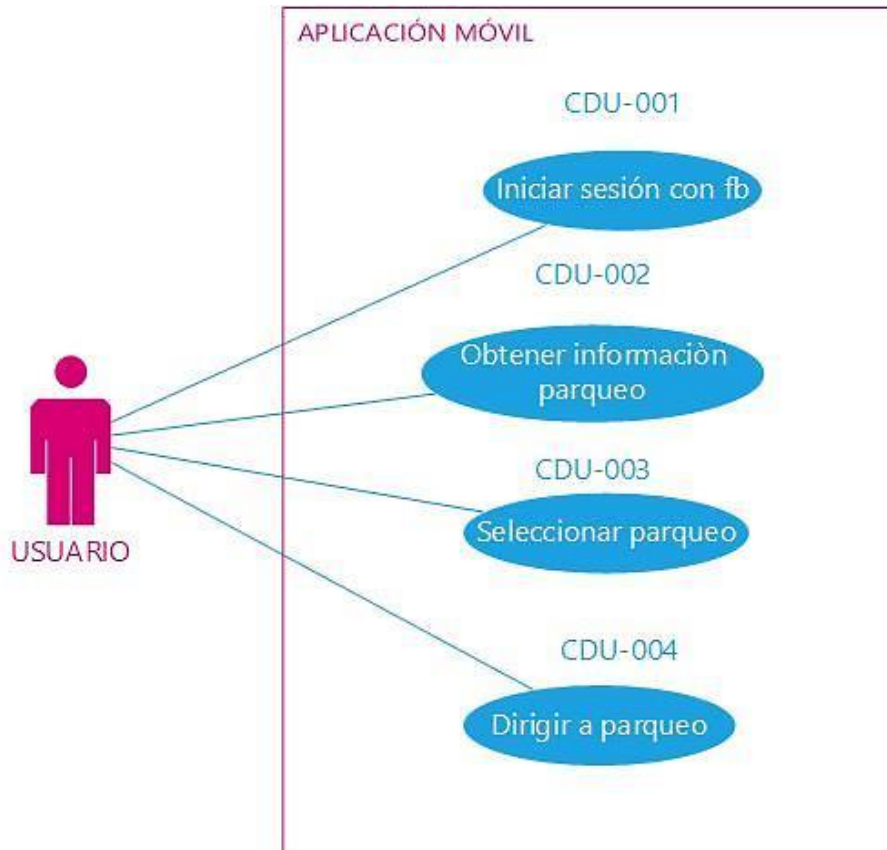 APLICACIÓN MÓVIL
CDU-001
Iniciar sesión con fb
CDU-002
Obtener informaciòn
parqueo
CDU-003
Seleccionar parqueo
USUARIO
CDU-004
Dirigir a parqueo